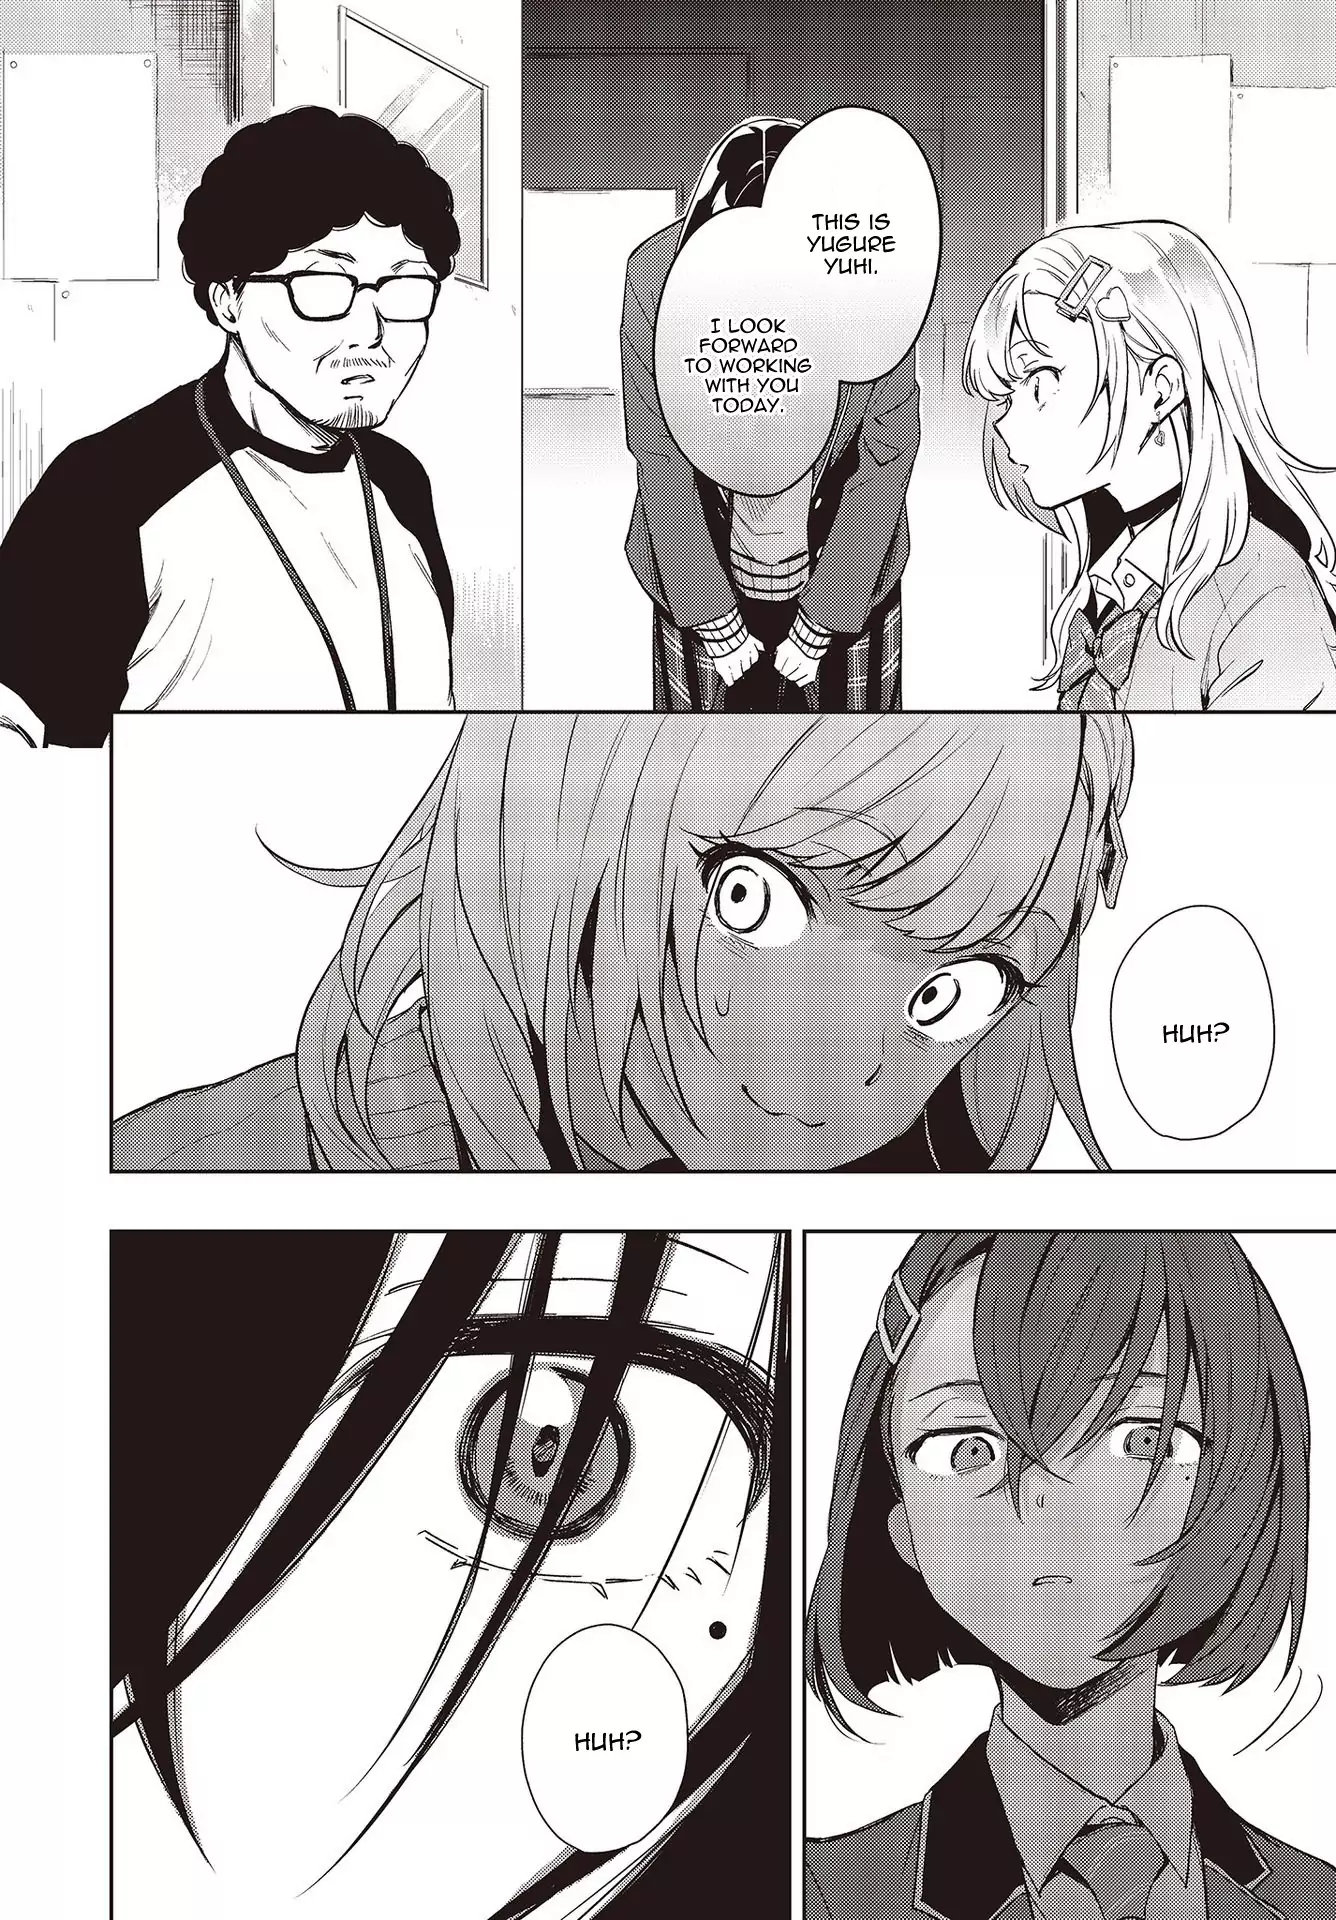 THIS IS
YUGURE
YUHI.
I LOOK
FORWARD
TO WORKING
WITH YOU
TODAY.
HUH?
HUH?